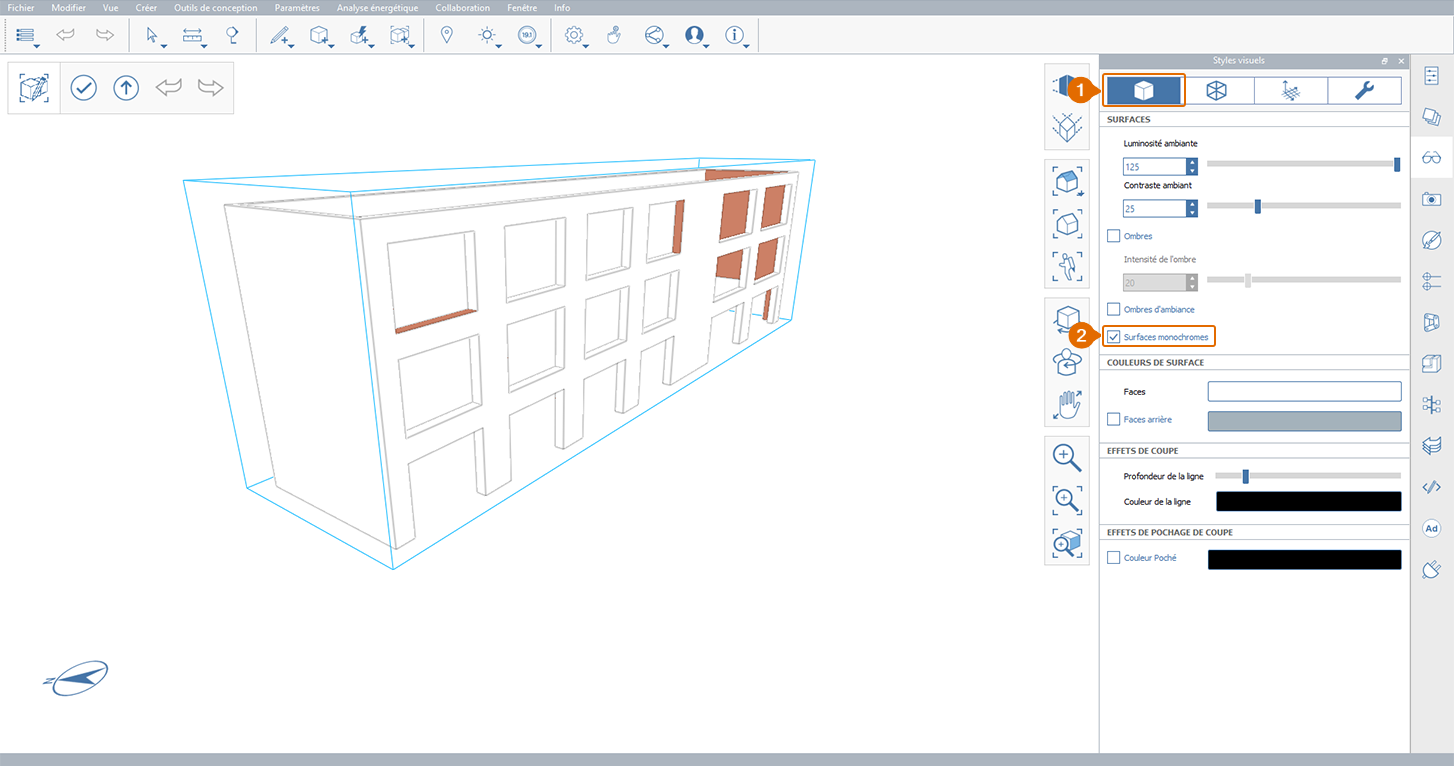 Fichier Modifier Vue Créer Outils de conception Paramètres Analyse énergétique Collaboration Fenêtre Info
19.1
Styles visuels
1
SURFACES
Luminosité ambiante
125
Contraste ambiant
25
Ombres
Intensité de l'ombre
20
Ombres d'ambiance
2 Surfaces monochromes
COULEURS DE SURFACE
Faces
Faces arrière
EFFETS DE COUPE
Profondeur de la ligne
Couleur de la ligne
Ad
EFFETS DE POCHAGE DE COUPE
Couleur Poché
N